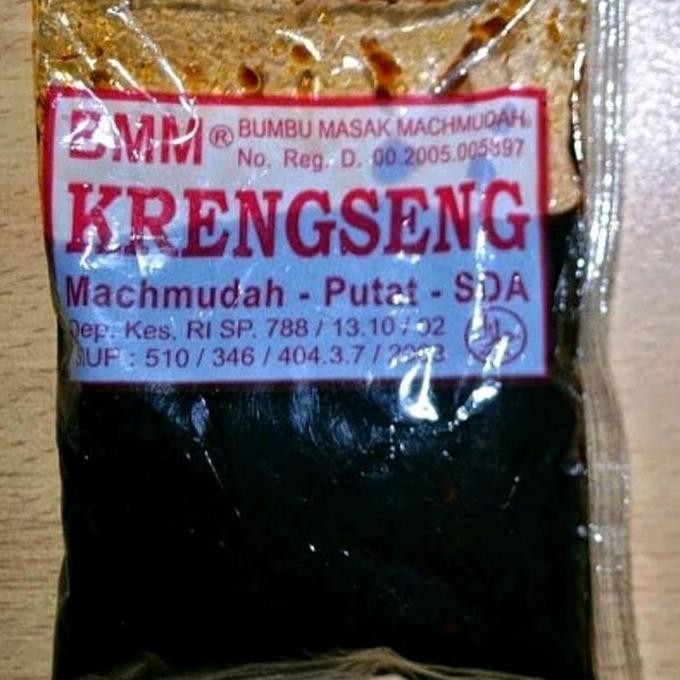 BMM ® BUMBU MASAK MACHMUDAH
No. Reg. D. 00.2005.005897
KRENGSENG
Machmudah - Putat - SDA
Dep. Kes. RI SP. 788 / 13.10 / 02
SIUP : 510 / 346 / 404.3.7 /